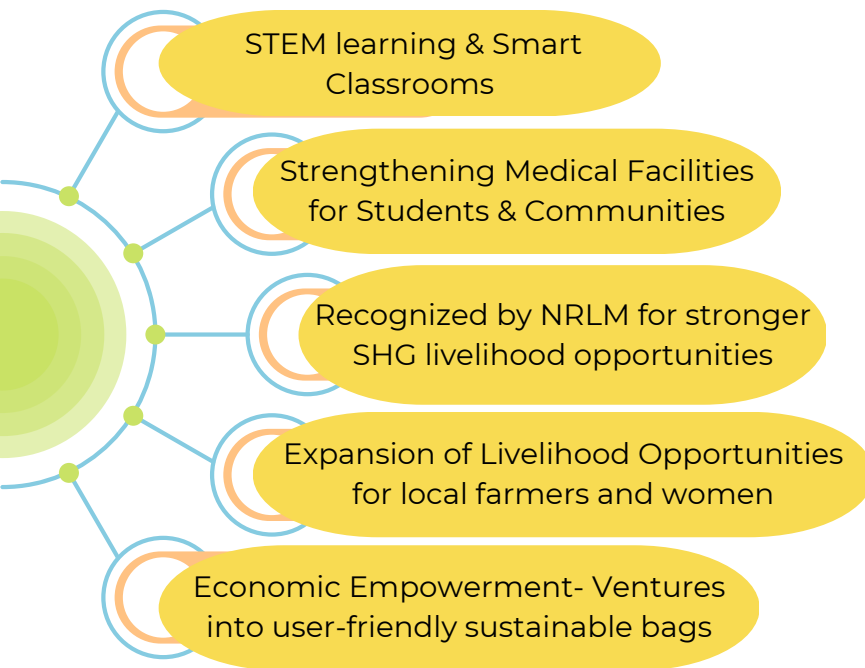 STEM learning & Smart
Classrooms
Strengthening Medical Facilities
for Students & Communities
Recognized by NRLM for stronger
SHG livelihood opportunities
Expansion of Livelihood Opportunities
for local farmers and women
Economic Empowerment- Ventures
into user-friendly sustainable bags